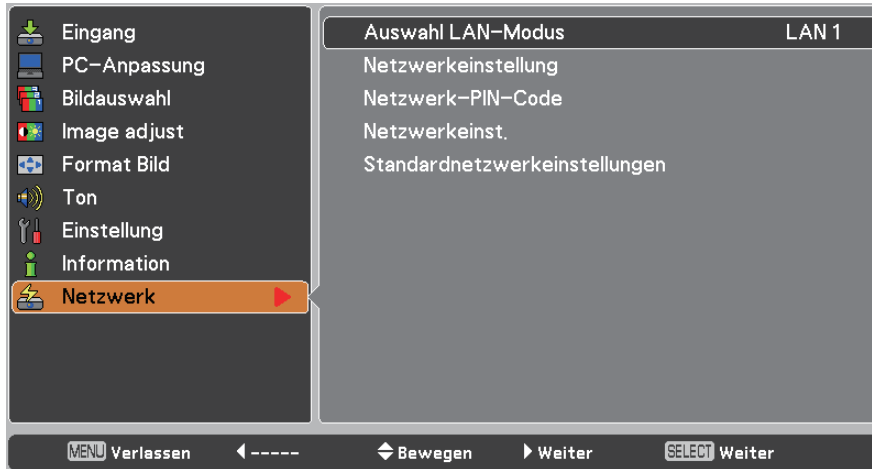 Eingang
PC-Anpassung
Bildauswahl
Image adjust
Format Bild
Ton
Einstellung
Information
Netzwerk
Auswahl LAN-Modus LAN 1
Netzwerkeinstellung
Netzwerk-PIN-Code
Netzwerkeinst.
Standardnetzwerkeinstellungen
MENU Verlassen ----- Bewegen Weiter SELECT Weiter